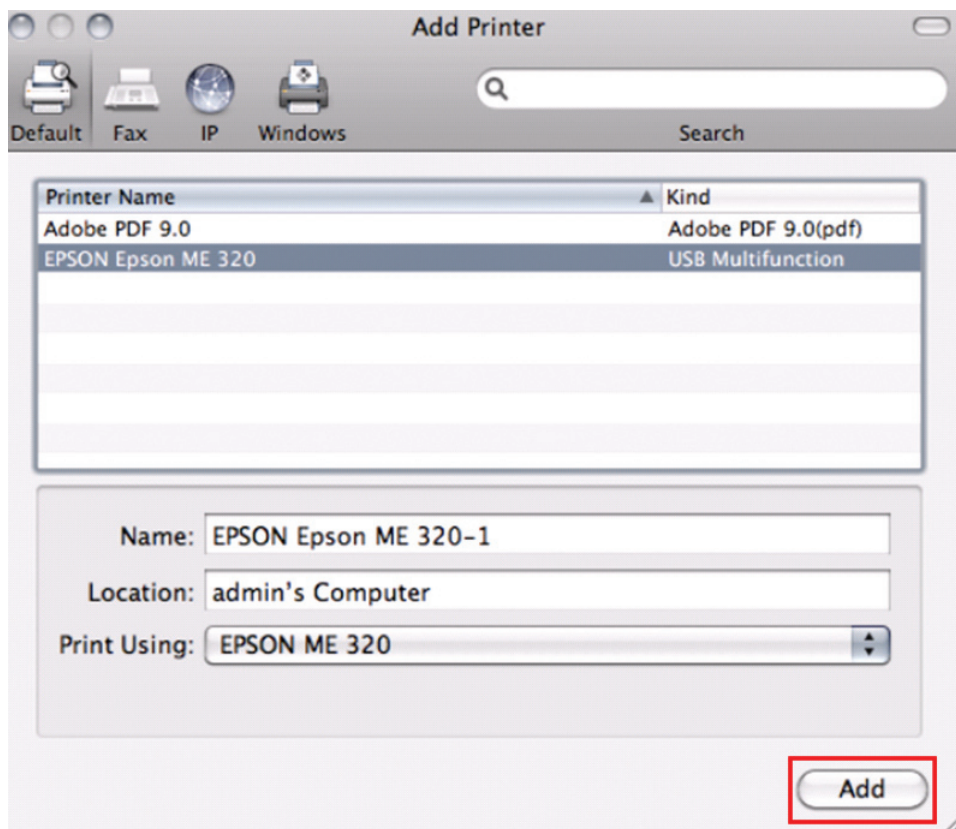 Add Printer
Default Fax IP Windows Search
Printer Name Kind
Adobe PDF 9.0 Adobe PDF 9.0(pdf)
EPSON Epson ME 320 USB Multifunction
Name: EPSON Epson ME 320-1
Location: admin's Computer
Print Using: EPSON ME 320
Add